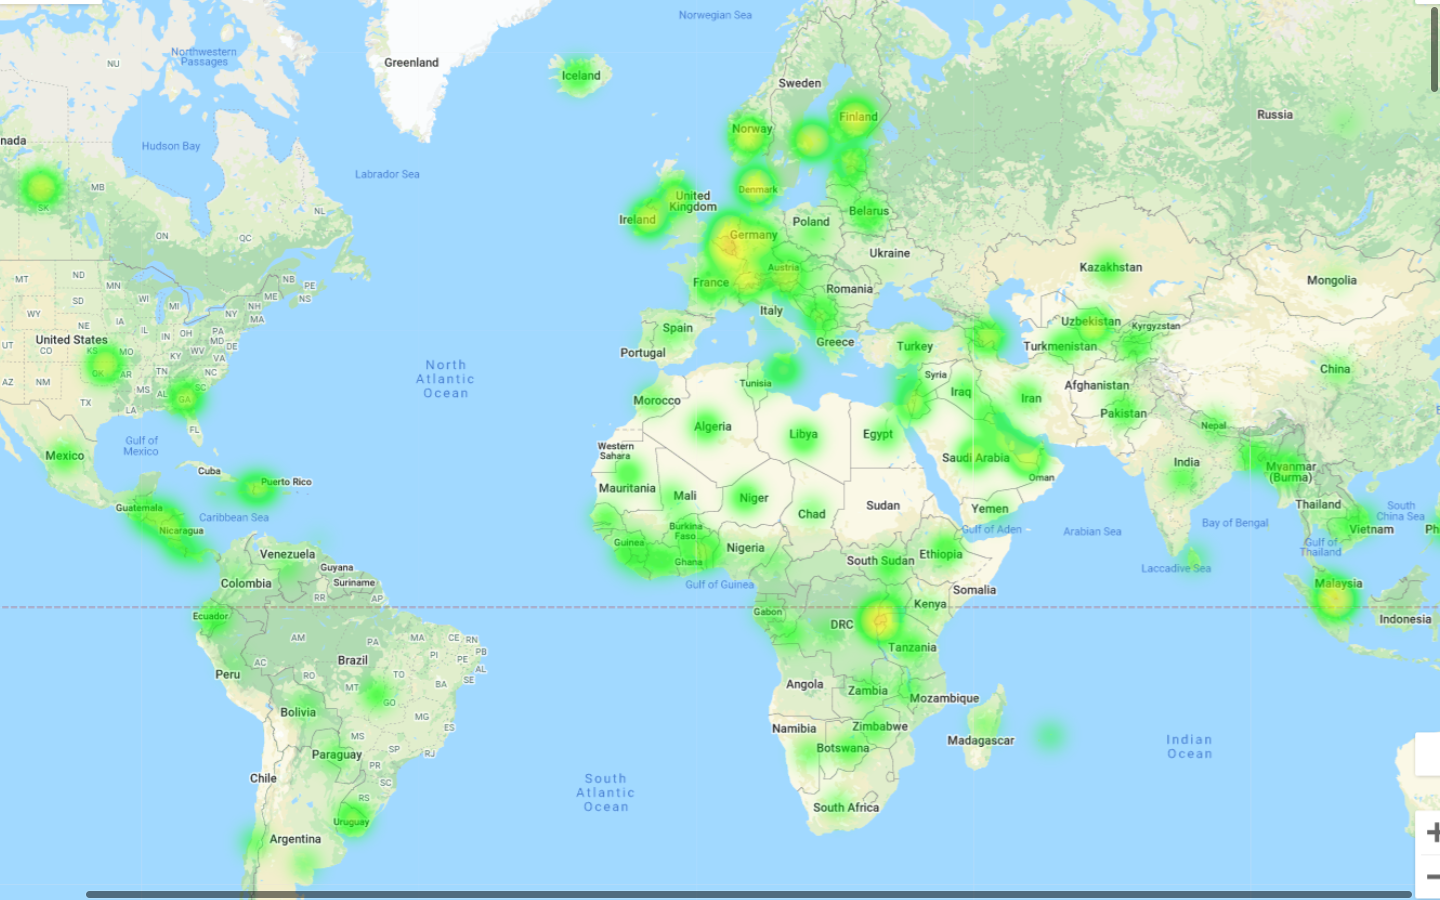 Norwegian Sea
Northwestern
Passages
NU
Greenland
Iceland
Sweden
Russia
Finland
Norway
nada
Hudson Bay
Labrador Sea
MB
SK
NL
ON
QC
United
Kingdom
Ireland
Denmark
Belarus
Poland
Germany
Ukraine
Austria
France
Romania
Kazakhstan
Mongolia
MT
ND
MN
NB
PE
NS
ME
SD
WI
MI
NH
MA
WY
NY
Italy
Uzbekistan
Kyrgyzstan
NE
IA
IL
IN
OH
PA
MD
DE
WV
VA
KY
United States
UT
CO
KS
MO
Spain
Portugal
Greece
Turkey
Turkmenistan
China
North
Atlantic
Ocean
AZ
NM
OK
AR
TN
NC
SC
MS
AL
GA
TX
LA
FL
Syria
Iraq
Iran
Afghanistan
Pakistan
Tunisia
Morocco
Algeria
Libya
Egypt
Nepal
Gulf of
Mexico
Mexico
Cuba
Puerto Rico
Western
Sahara
Saudi Arabia
Oman
India
Myanmar
(Burma)
Mauritania
Mali
Niger
Chad
Sudan
Yemen
Gulf of Aden
Arabian Sea
Bay of Bengal
Thailand
South
China Sea
Vietnam
Ph
Guatemala
Nicaragua
Caribbean Sea
Burkina
Faso
Guinea
Ghana
Nigeria
South Sudan
Ethiopia
Gulf of
Thailand
Laccadive Sea
Venezuela
Guyana
Suriname
Colombia
Gulf of Guinea
Somalia
Malaysia
Indonesia
RR
AP
Ecuador
Gabon
DRC
Kenya
Tanzania
AM
PA
MA
CE
RN
PB
PE
AL
SE
PI
AC
Brazil
TO
RO
BA
Peru
MT
GO
Bolivia
MG
ES
MS
SP
RJ
Paraguay
PR
SC
RS
Chile
Uruguay
Argentina
Angola
Zambia
Mozambique
Namibia
Zimbabwe
Botswana
Madagascar
South Africa
South
Atlantic
Ocean
Indian
Ocean
+
−